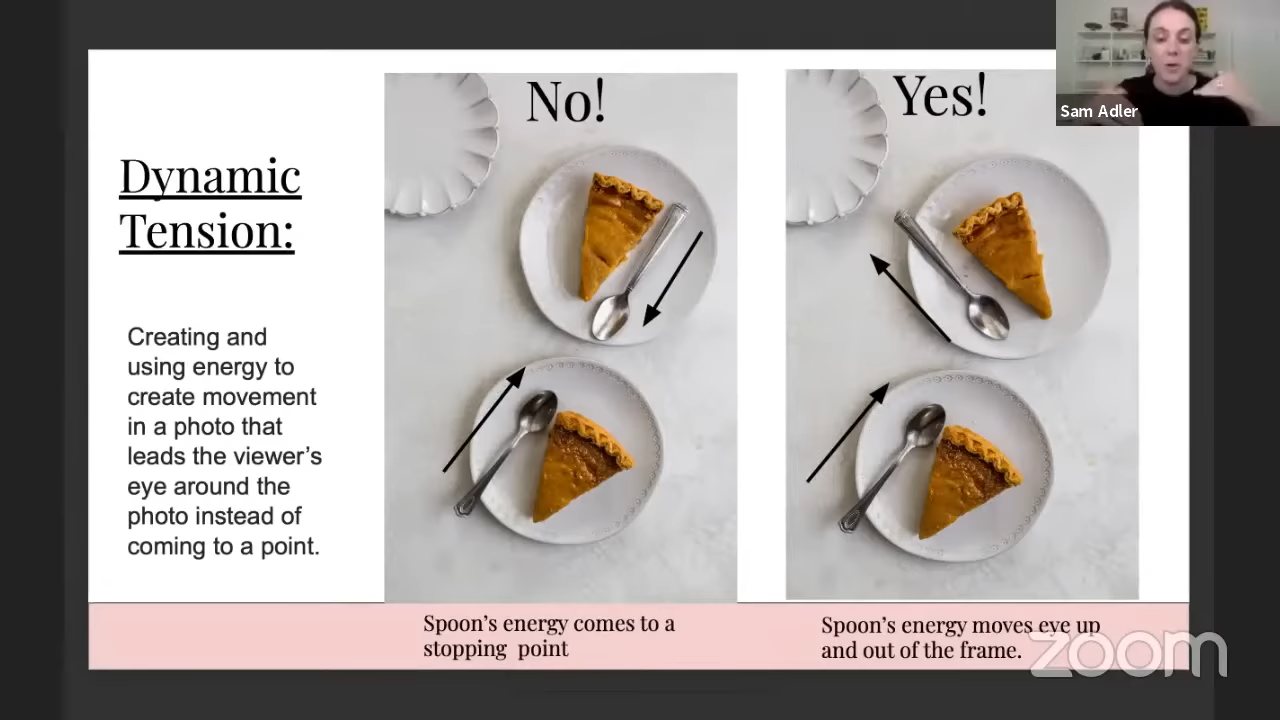 Dynamic
Tension:
Creating and
using energy to
create movement
in a photo that
leads the viewer's
eye around the
photo instead of
coming to a point.
No!
Spoon's energy comes to a
stopping point
Yes!
Spoon's energy moves eye up
and out of the frame.
Sam Adler
zoom